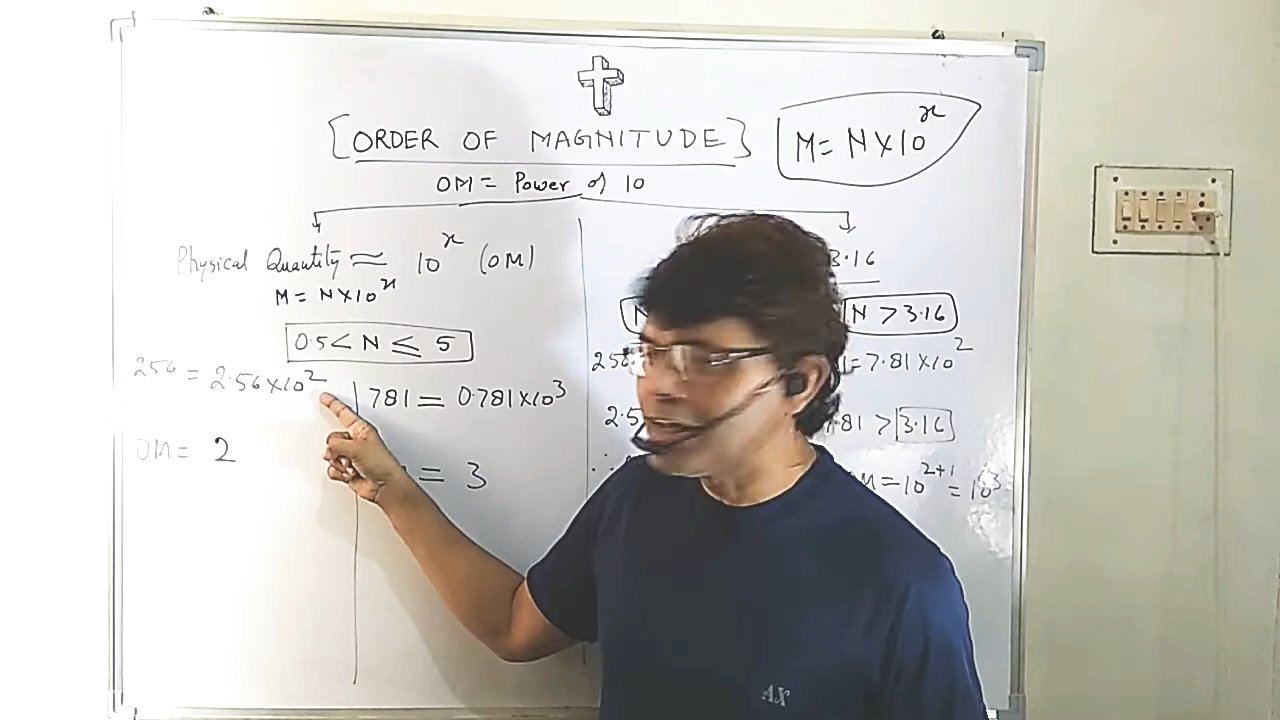 [ORDER OF MAGNITUDE]
M = N X 10^x
OM = Power of 10
Physical Quantity ≈ 10^x (OM)
M = N X 10^x
0.5 < N ≤ 5
256 = 2.56 X 10^2
OM = 2
781 = 0.781 X 10^3
= 3
3.16
N
N > 3.16
= 7.81 X 10^2
2.5
81 > 3.16
∴
= 10^2+1 = 10^3
AX